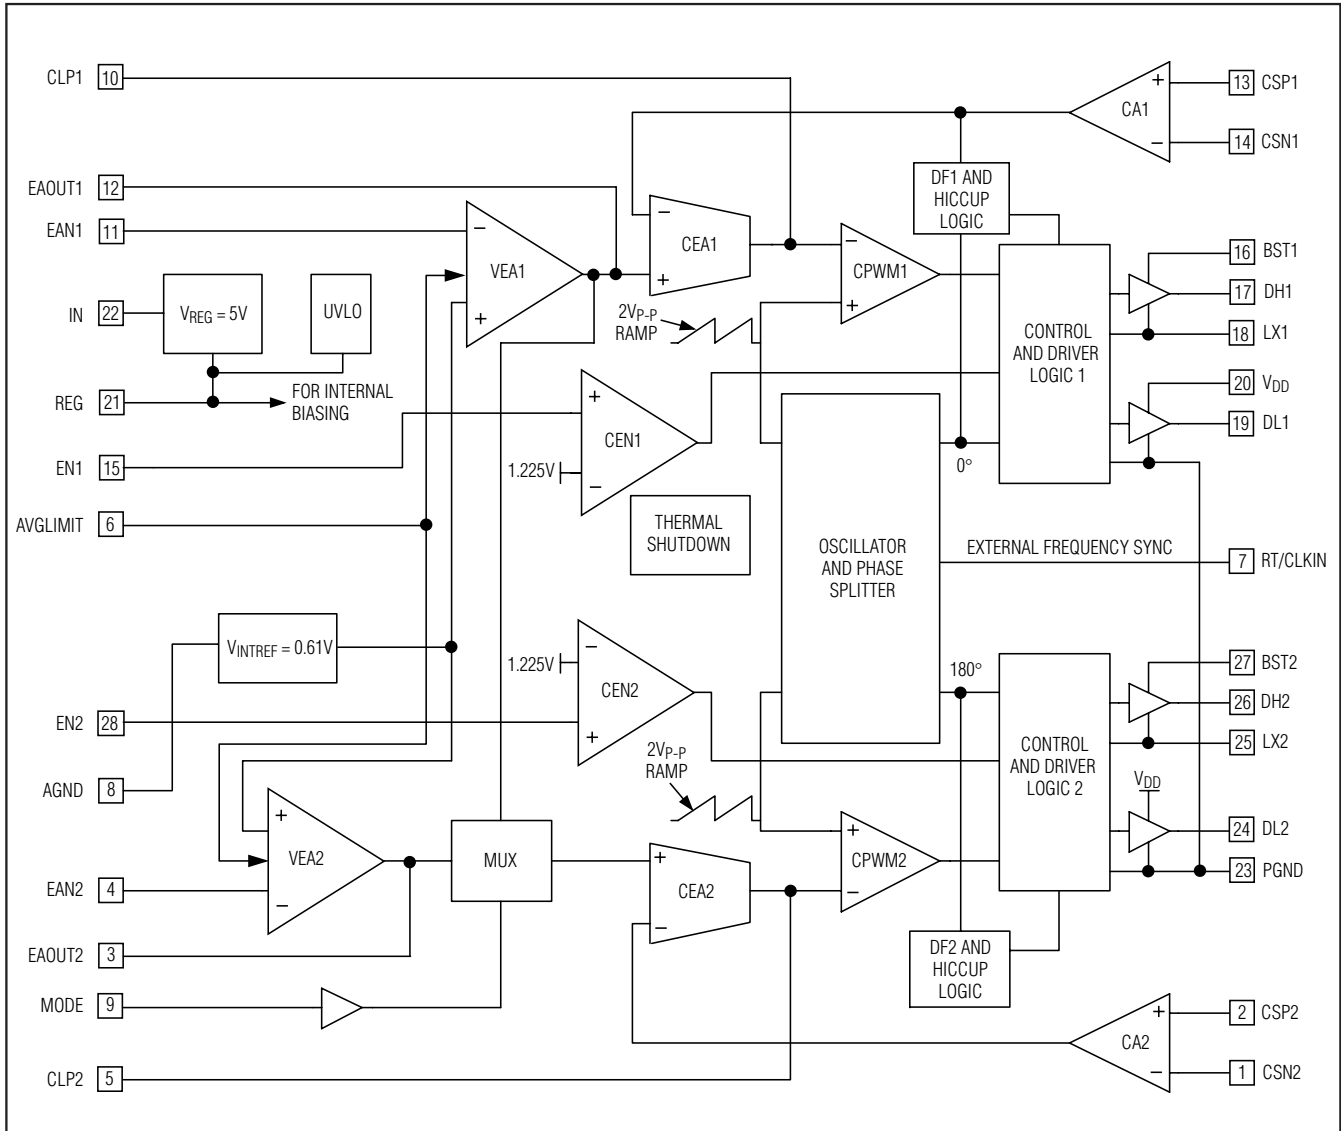 CLP1 10
EAOUT1 12
EAN1 11
IN 22
VREG = 5V
UVLO
REG 21
FOR INTERNAL
BIASING
EN1 15
AVGLIMIT 6
VINTREF = 0.61V
EN2 28
AGND 8
EAN2 4
EAOUT2 3
MODE 9
CLP2 5
−
VEA1
+
−
CEA1
+
2VP-P
RAMP
+
CEN1
1.225V
−
THERMAL
SHUTDOWN
−
1.225V
CEN2
+
2VP-P
RAMP
+
VEA2
−
MUX
+
CEA2
−
−
CPWM1
+
OSCILLATOR
AND PHASE
SPLITTER
+
CPWM2
−
+
CA1
−
DF1 AND
HICCUP
LOGIC
CONTROL
AND DRIVER
LOGIC 1
0°
EXTERNAL FREQUENCY SYNC
180°
CONTROL
AND DRIVER
LOGIC 2
VDD
DF2 AND
HICCUP
LOGIC
+
CA2
−
13 CSP1
14 CSN1
16 BST1
17 DH1
18 LX1
20 VDD
19 DL1
7 RT/CLKIN
27 BST2
26 DH2
25 LX2
24 DL2
23 PGND
2 CSP2
1 CSN2